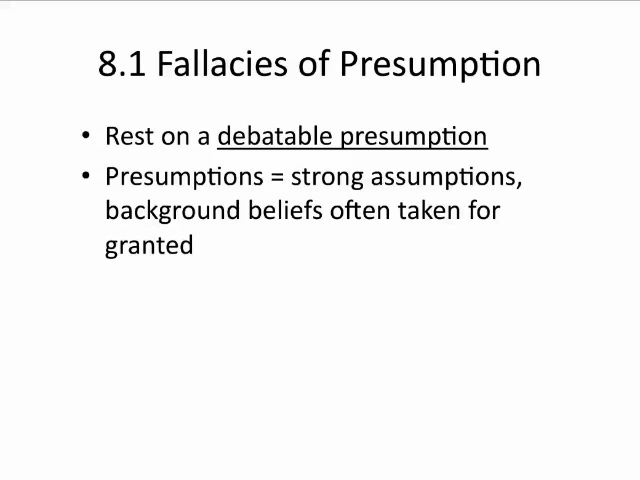 8.1 Fallacies of Presumption
• Rest on a debatable presumption
• Presumptions = strong assumptions,
background beliefs often taken for
granted